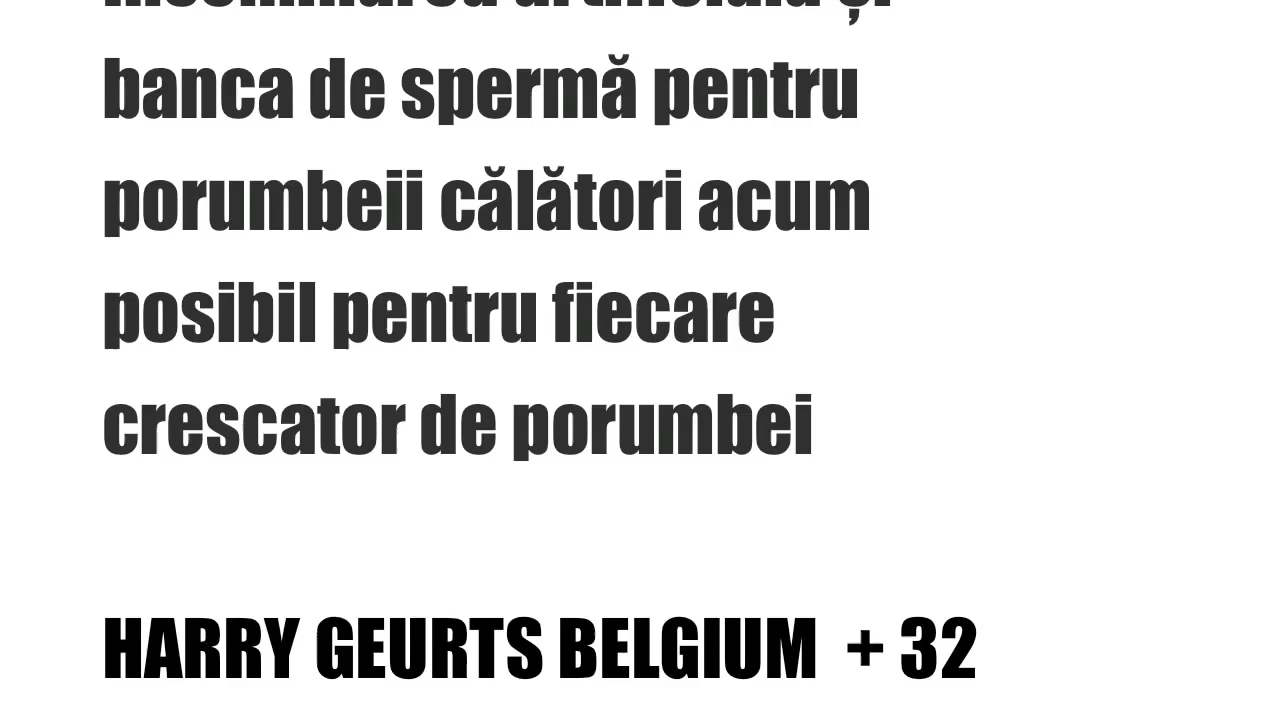 banca de spermă pentru
porumbeii călători acum
posibil pentru fiecare
crescator de porumbei
HARRY GEURTS BELGIUM + 32